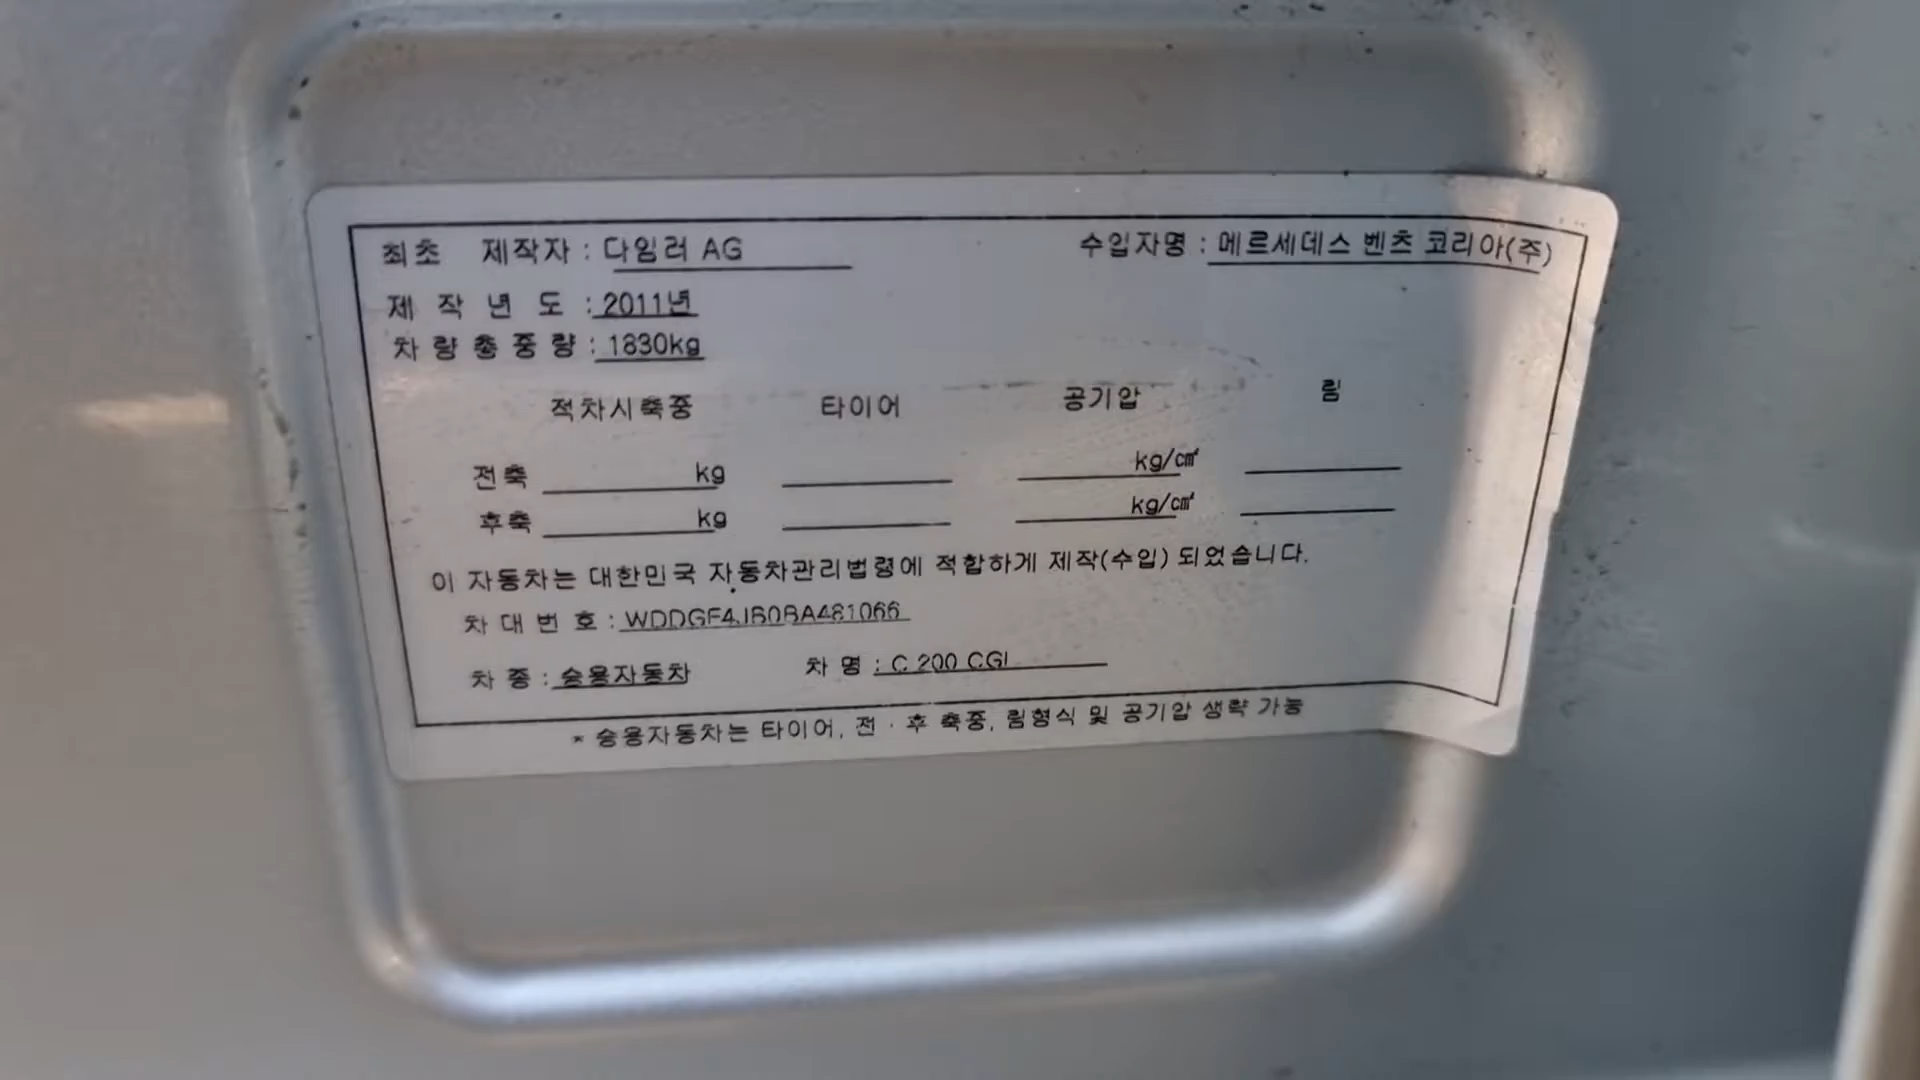 최초 제작자 : 다임러 AG 수입자명 : 메르세데스 벤츠 코리아(주)
제 작 년 도 : 2011년
차 량 총 중 량 : 1830kg
적차시축중 타이어 공기압 림
전축 kg kg/㎠
후축 kg kg/㎠
이 자동차는 대한민국 자동차관리법령에 적합하게 제작(수입) 되었습니다.
차 대 번 호 : WDDGF4JB0BA481066
차 종 : 승용자동차 차 명 : C 200 CGI
* 승용자동차는 타이어, 전 · 후 축중, 림형식 및 공기압 생략 가능